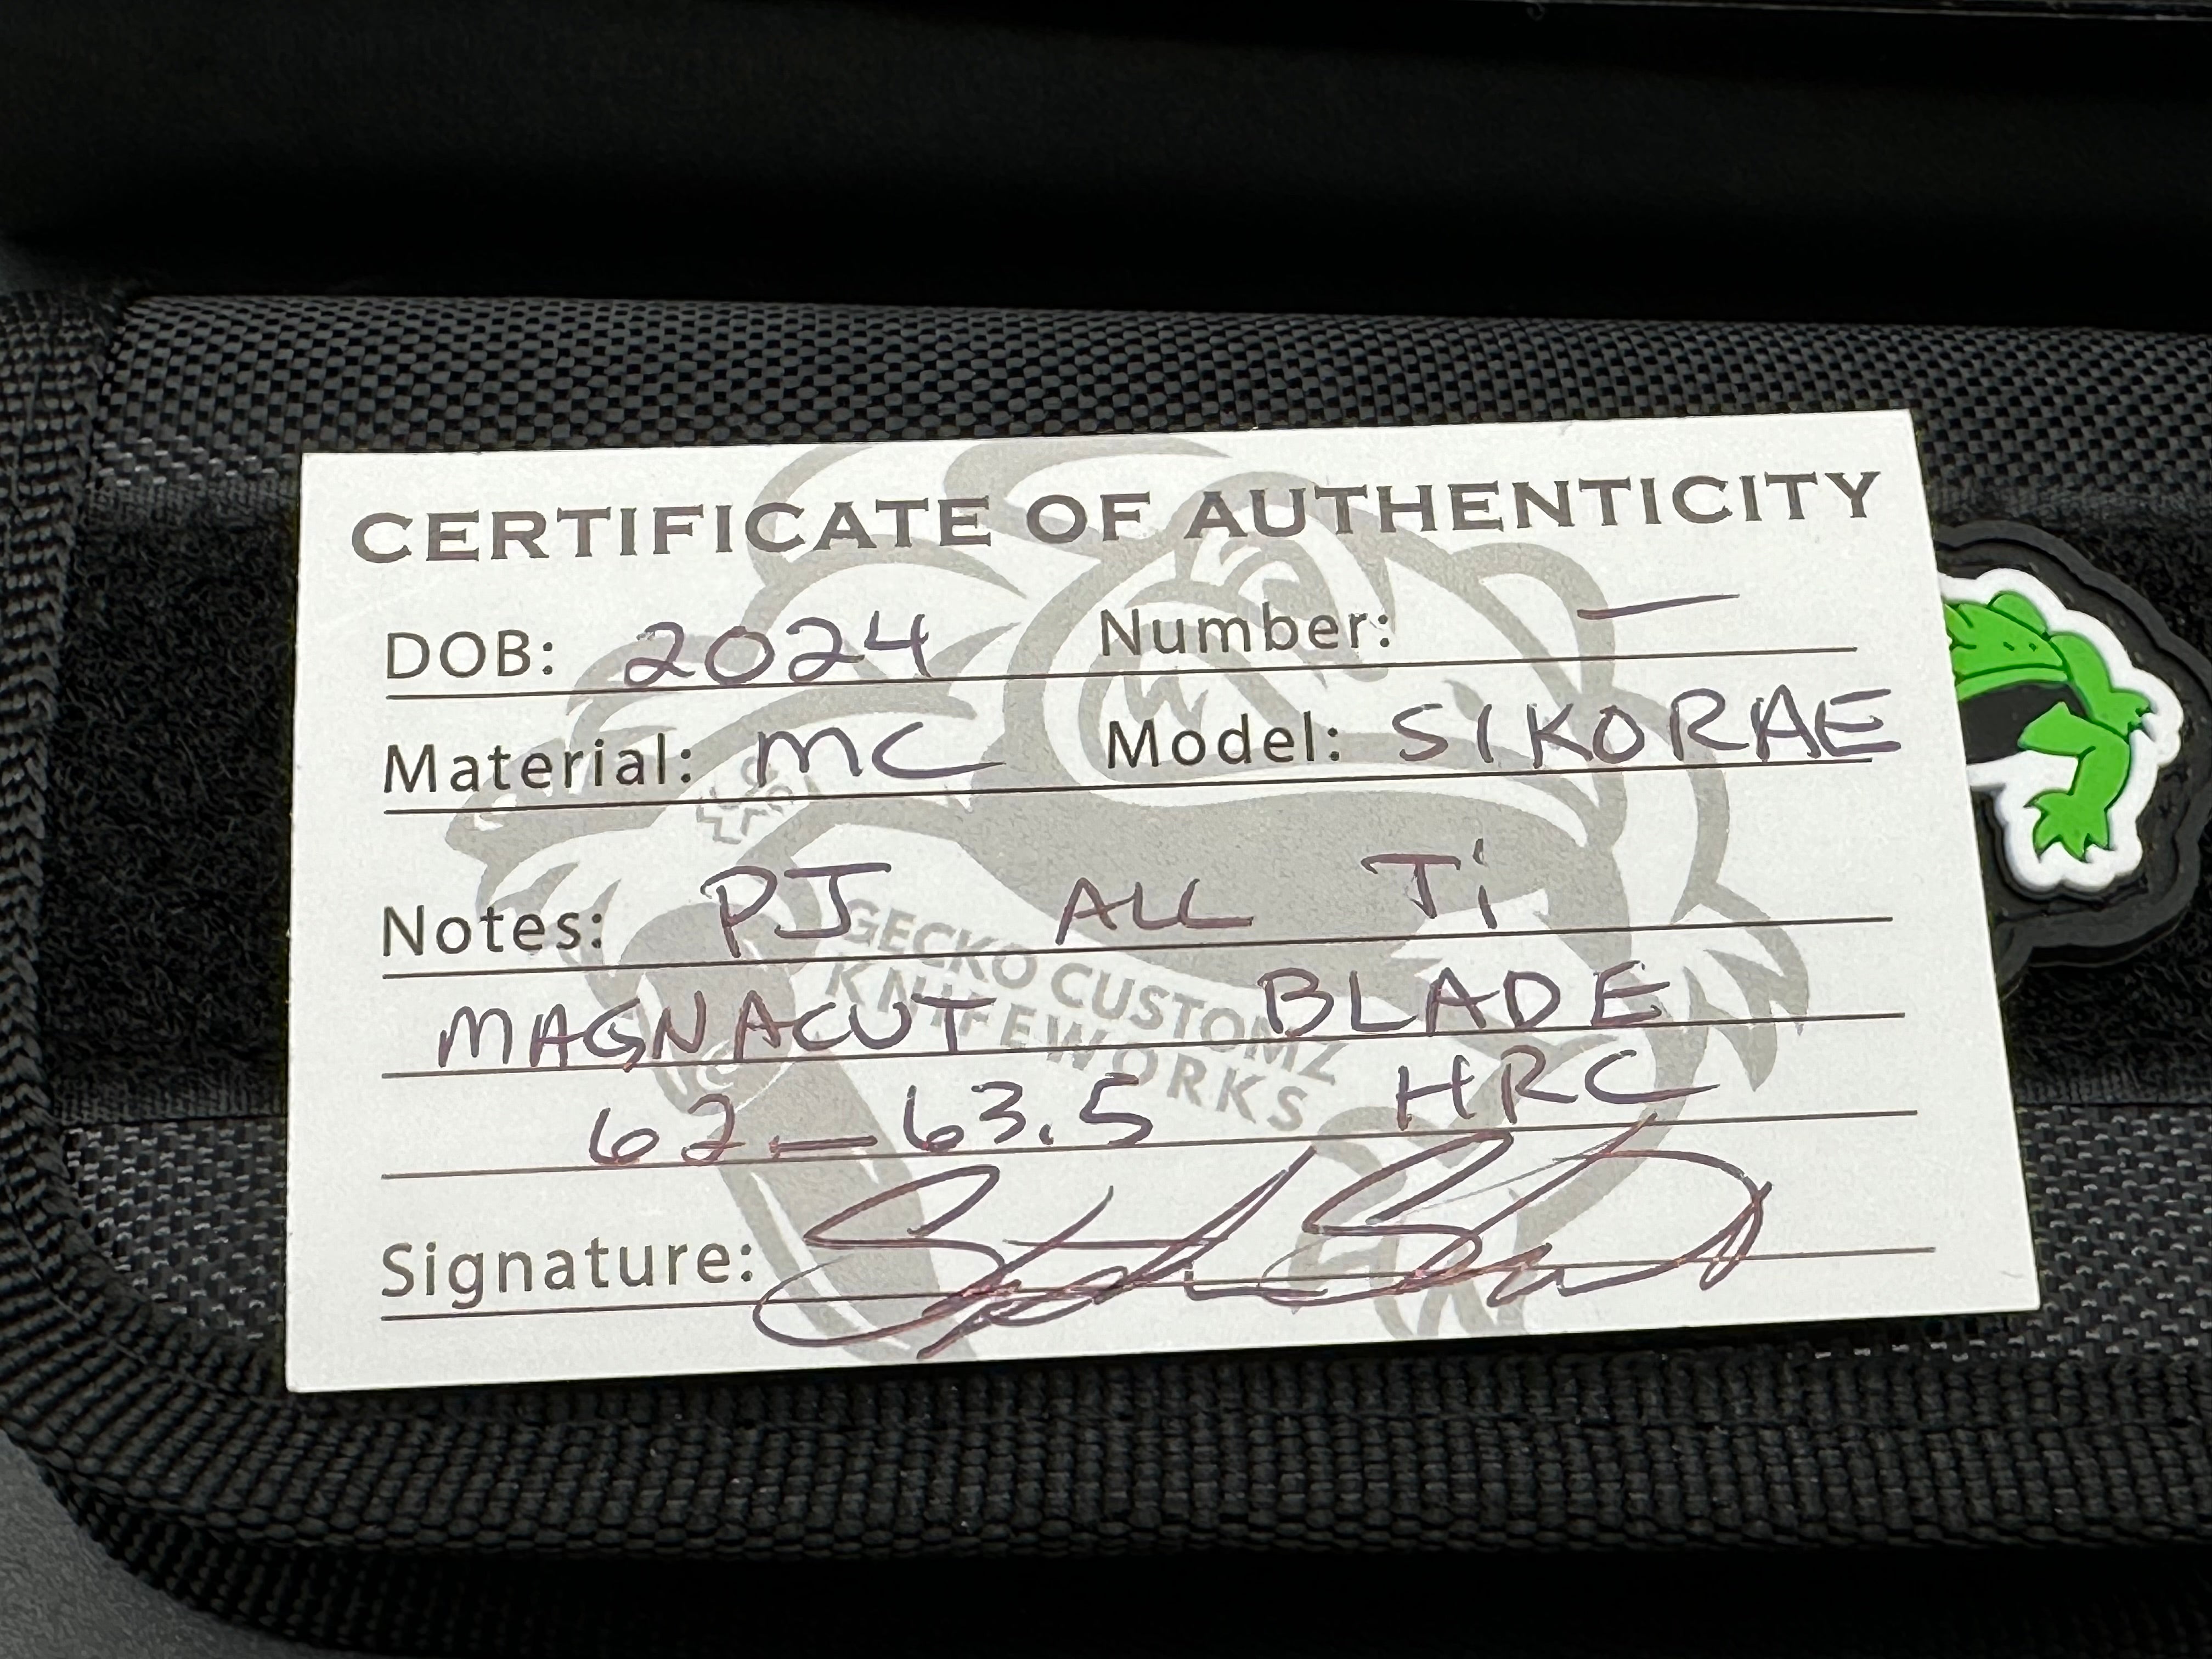 CERTIFICATE OF AUTHENTICITY
DOB: 2024 Number: —
Material: MC Model: SIKORAE
Notes: PJ ALL Ti
MAGNACUT BLADE
62-63.5 HRC
Signature:
GECKO CUSTOMZ
KNIFEWORKS